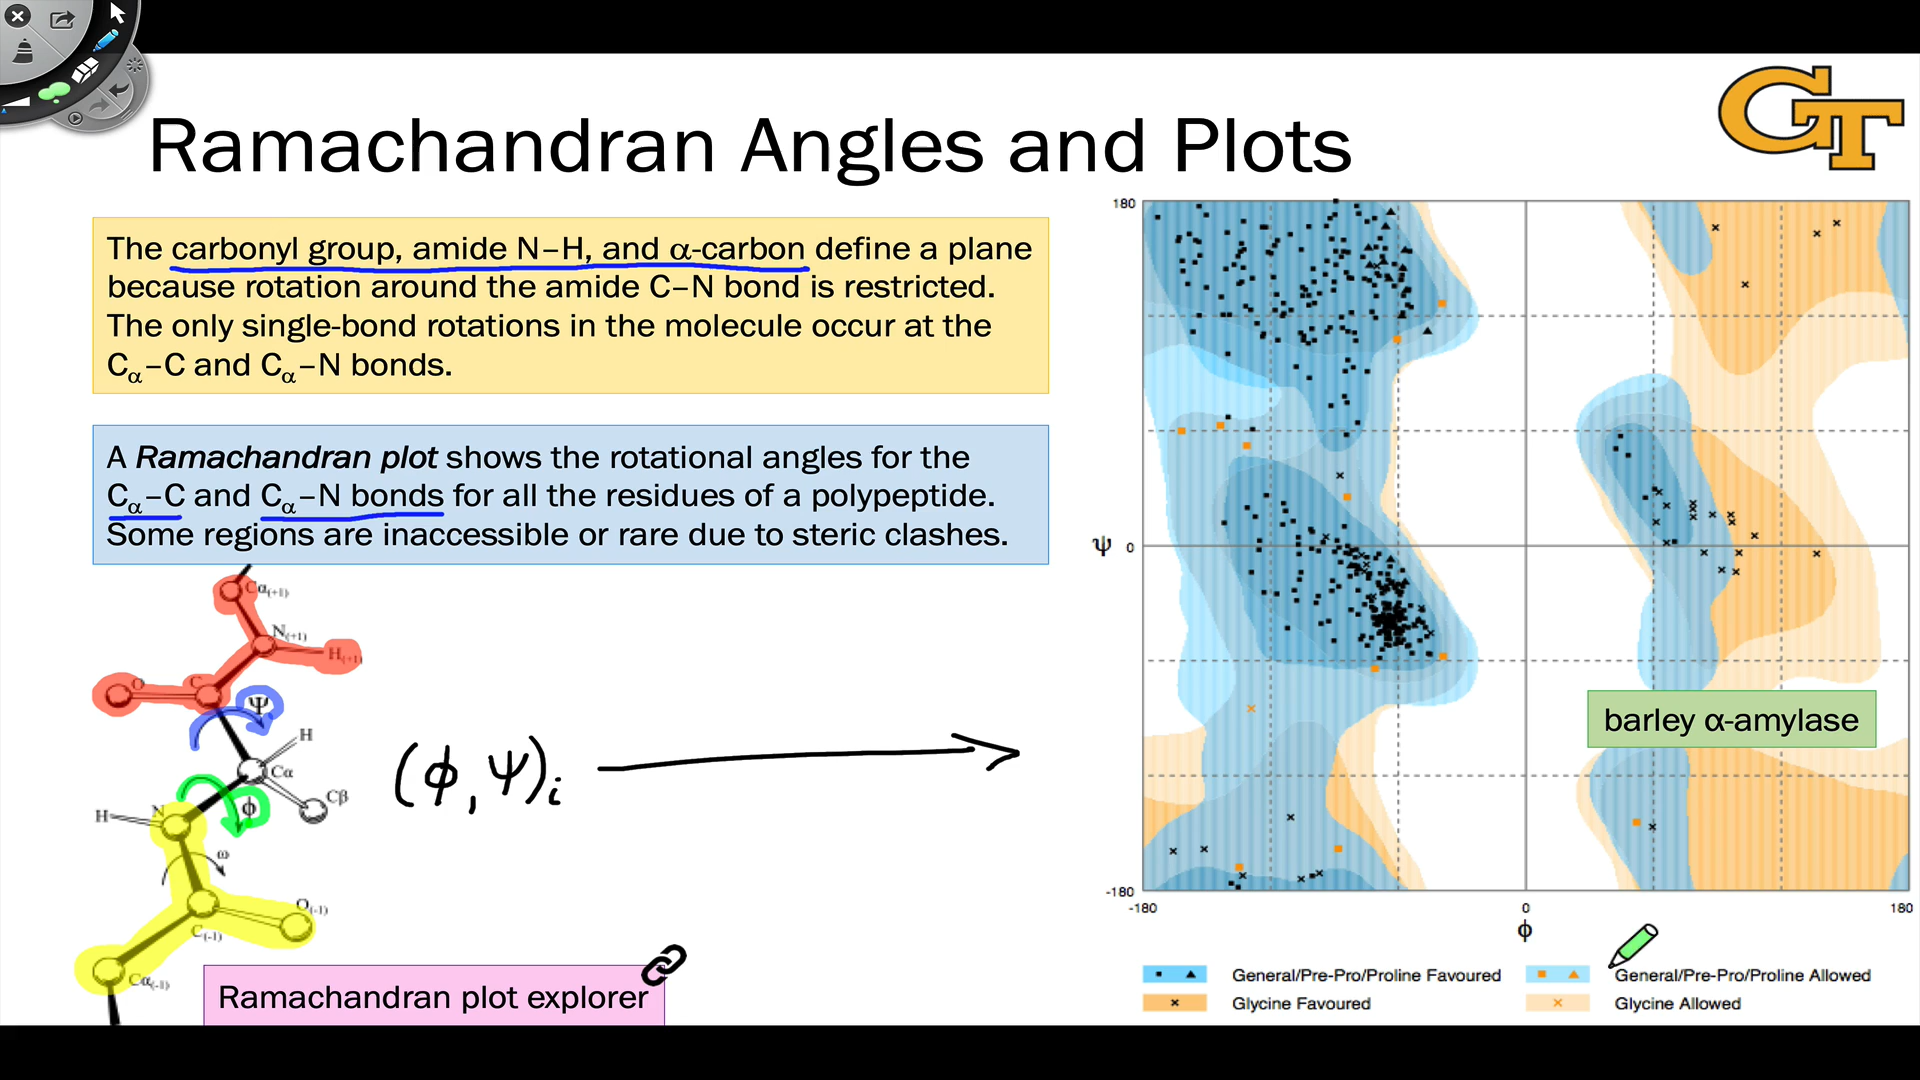 Ramachandran Angles and Plots
GT
The carbonyl group, amide N–H, and α-carbon define a plane
because rotation around the amide C–N bond is restricted.
The only single-bond rotations in the molecule occur at the
Cα–C and Cα–N bonds.
A Ramachandran plot shows the rotational angles for the
Cα–C and Cα–N bonds for all the residues of a polypeptide.
Some regions are inaccessible or rare due to steric clashes.
Cα(+1)
N(+1)
H(+1)
O
C
Ψ
H
Cα
Cβ
ϕ
N
H
ω
O(-1)
C(-1)
Cα(-1)
(ϕ, Ψ)i
Ramachandran plot explorer
180
Ψ
0
-180
-180
0
180
ϕ
barley α-amylase
General/Pre-Pro/Proline Favoured
General/Pre-Pro/Proline Allowed
Glycine Favoured
Glycine Allowed